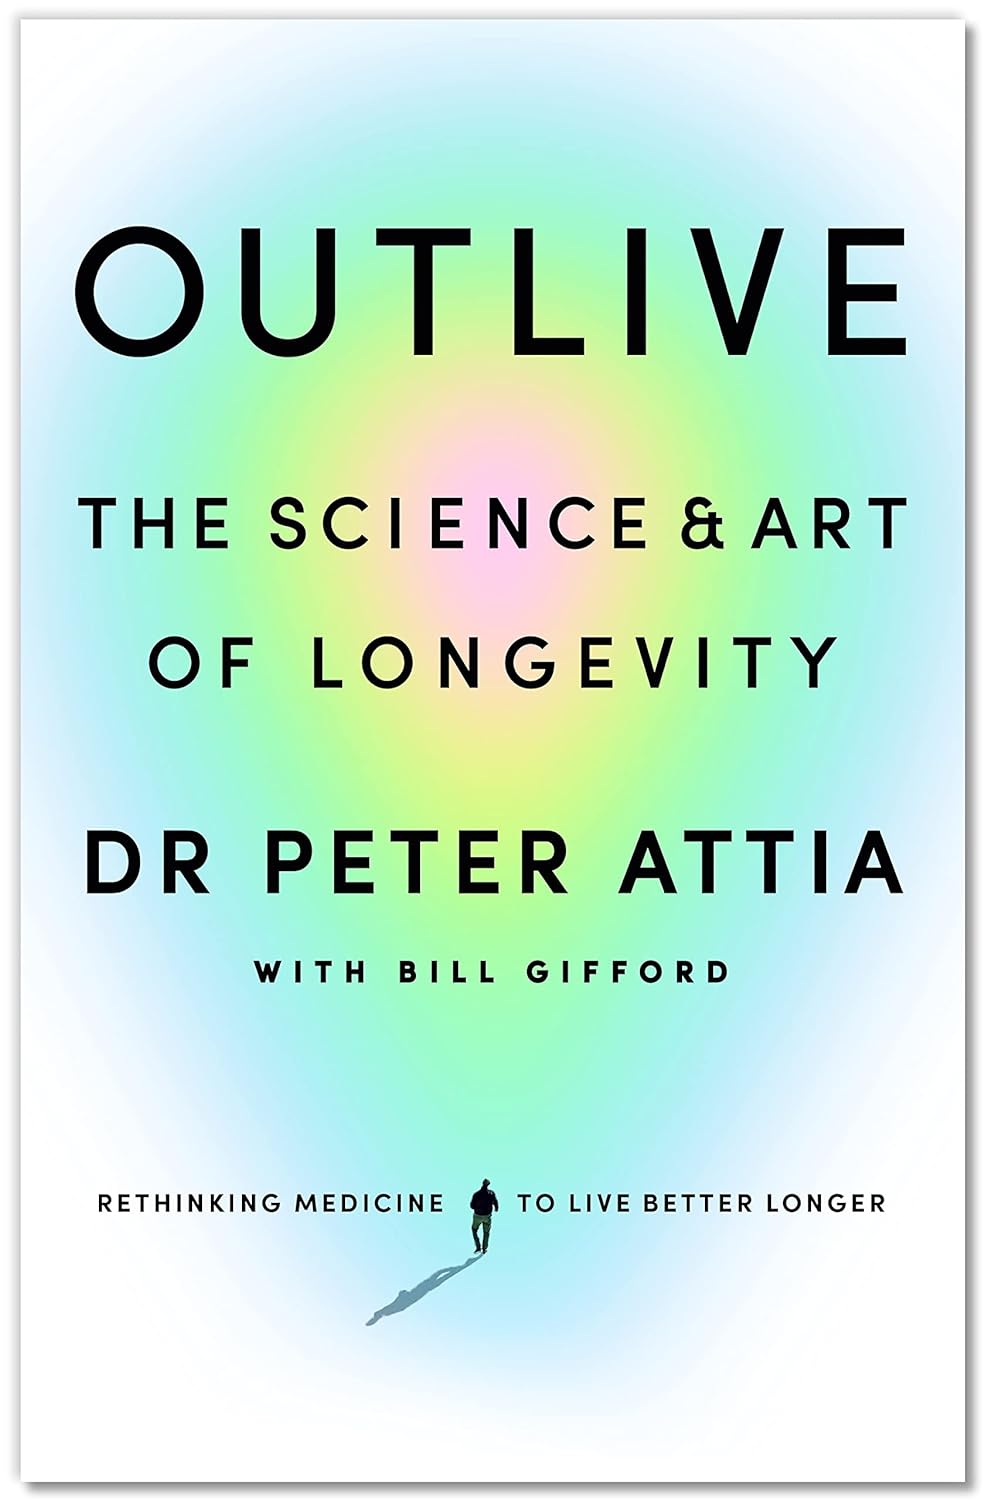 OUTLIVE
THE SCIENCE & ART
OF LONGEVITY
DR PETER ATTIA
WITH BILL GIFFORD
RETHINKING MEDICINE TO LIVE BETTER LONGER